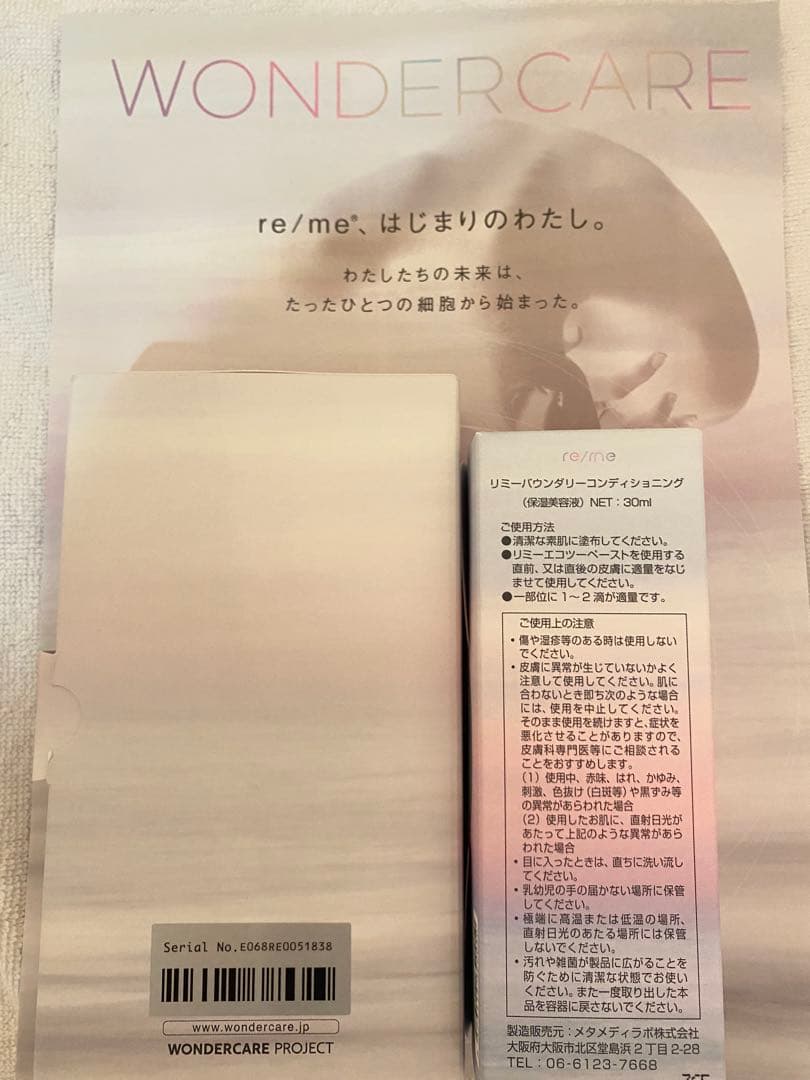 WONDERCARE
re/me®、はじまりのわたし。
わたしたちの未来は、
たったひとつの細胞から始まった。
Serial No.E068RE0051838
www.wondercare.jp
WONDERCARE PROJECT
re/me
リミーバウンダリーコンディショニング
（保湿美容液）NET：30ml
ご使用方法
●清潔な素肌に塗布してください。
●リミーエコツーペーストを使用する
直前、又は直後の皮膚に適量をなじ
ませて使用してください。
●一部位に1～2滴が適量です。
ご使用上の注意
・傷や湿疹等のある時は使用しない
でください。
・皮膚に異常が生じていないかよく
注意して使用してください。肌に
合わないとき即ち次のような場合
には、使用を中止してください。
そのまま使用を続けますと、症状を
悪化させることがありますので、
皮膚科専門医等にご相談される
ことをおすすめします。
（1）使用中、赤味、はれ、かゆみ、
刺激、色抜け（白斑等）や黒ずみ等
の異常があらわれた場合
（2）使用したお肌に、直射日光が
あたって上記のような異常があら
われた場合
・目に入ったときは、直ちに洗い流し
てください。
・乳幼児の手の届かない場所に保管
してください。
・極端に高温または低温の場所、
直射日光のあたる場所には保管
しないでください。
・汚れや雑菌が製品に広がることを
防ぐために清潔な状態でお使い
ください。また一度取り出した本
品を容器に戻さないでください。
製造販売元：メタメディラボ株式会社
大阪府大阪市北区堂島浜2丁目2-28
TEL：06-6123-7668